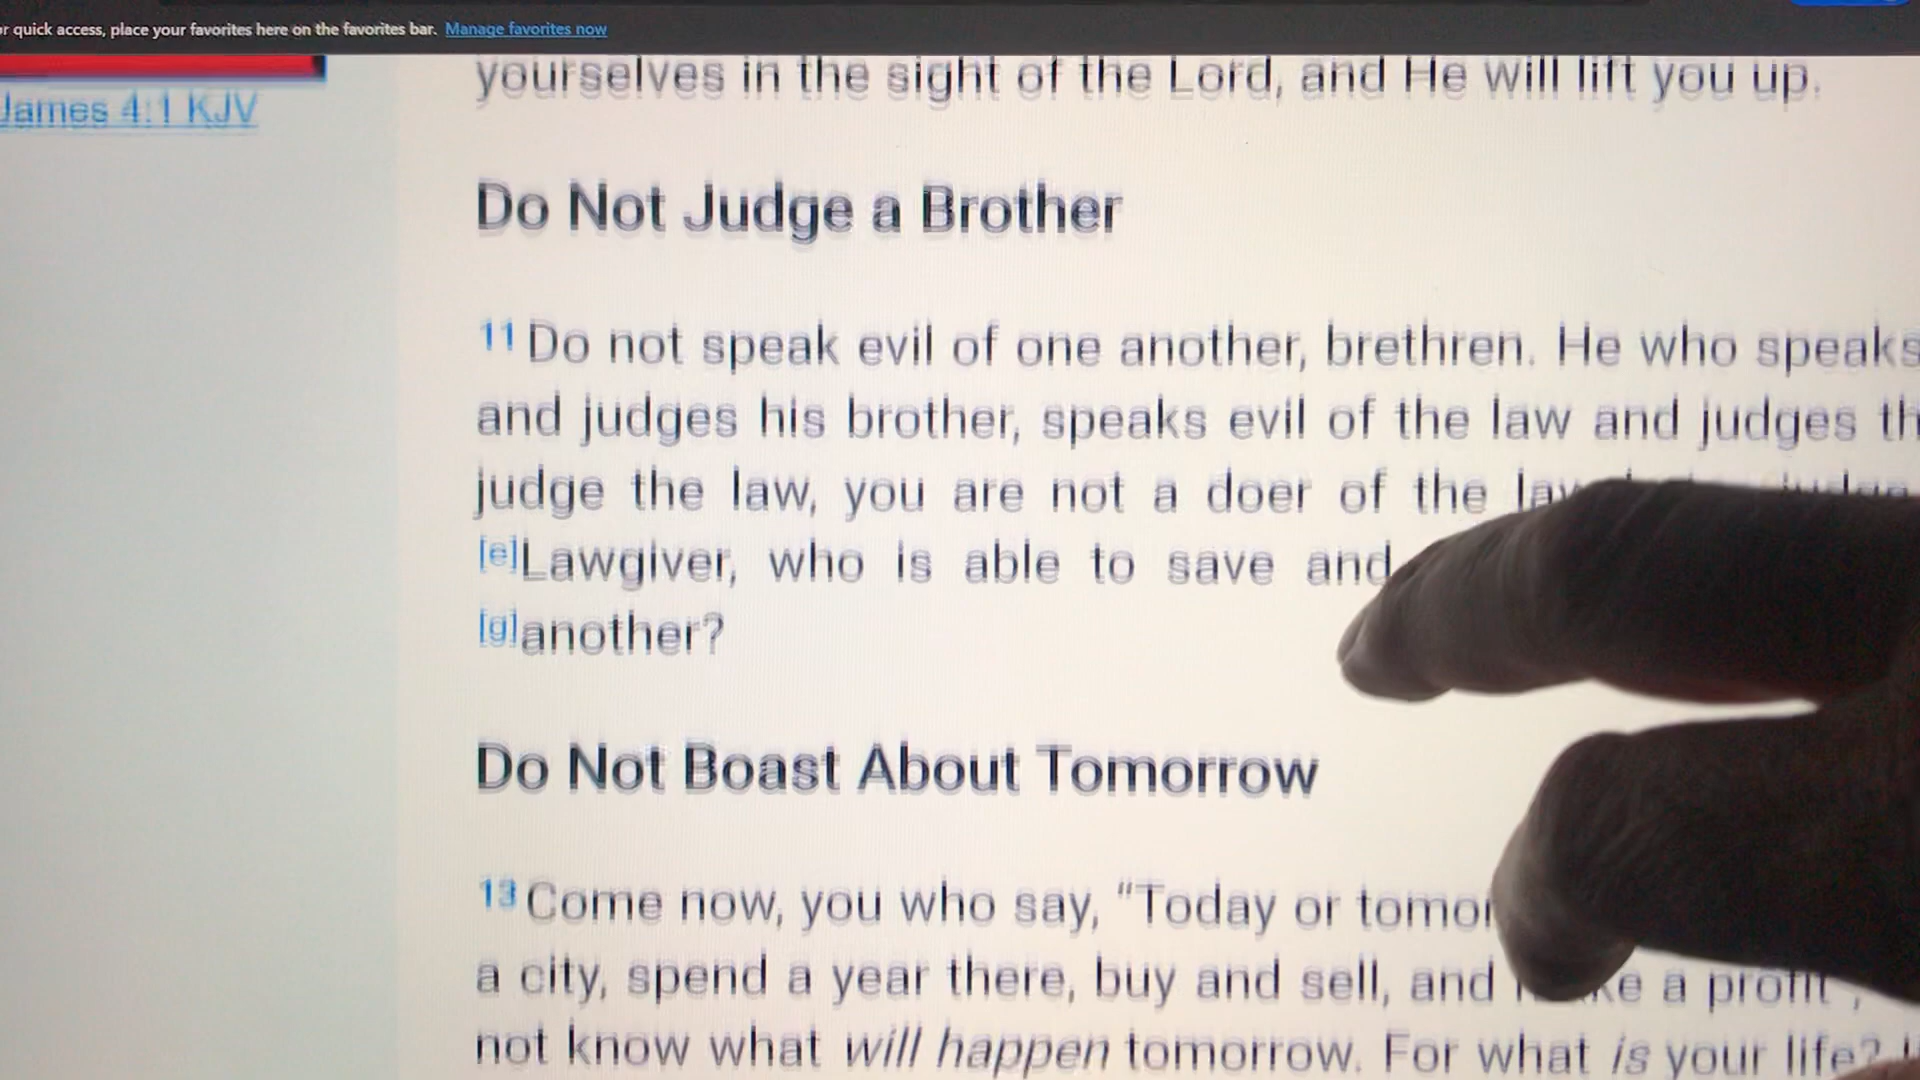 r quick access, place your favorites here on the favorites bar. Manage favorites now
yourselves in the sight of the Lord, and He will lift you up.
James 4:1 KJV
Do Not Judge a Brother
11 Do not speak evil of one another, brethren. He who speaks
and judges his brother, speaks evil of the law and judges th
judge the law, you are not a doer of the
[e]Lawgiver, who is able to save and
[g]another?
Do Not Boast About Tomorrow
13 Come now, you who say, “Today or tomor
a city, spend a year there, buy and sell, and a profit”;
not know what will happen tomorrow. For what is your life?